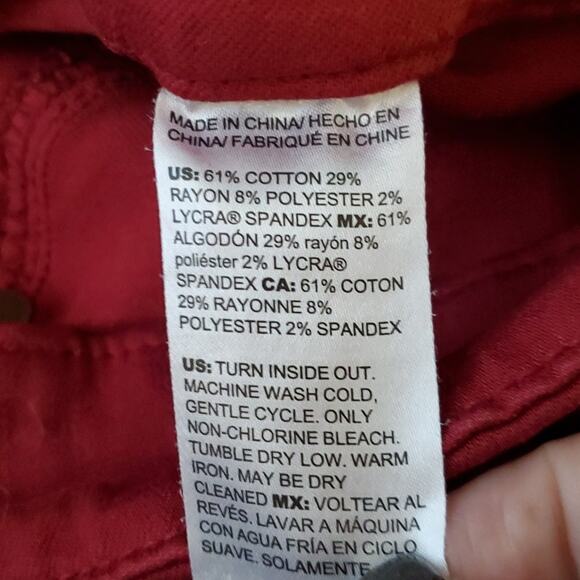 MADE IN CHINA/ HECHO EN
CHINA/ FABRIQUÉ EN CHINE
US: 61% COTTON 29%
RAYON 8% POLYESTER 2%
LYCRA® SPANDEX MX: 61%
ALGODÓN 29% rayón 8%
poliéster 2% LYCRA®
SPANDEX CA: 61% COTON
29% RAYONNE 8%
POLYESTER 2% SPANDEX
US: TURN INSIDE OUT.
MACHINE WASH COLD,
GENTLE CYCLE. ONLY
NON-CHLORINE BLEACH.
TUMBLE DRY LOW. WARM
IRON. MAY BE DRY
CLEANED MX: VOLTEAR AL
REVÉS. LAVAR A MÁQUINA
CON AGUA FRÍA EN CICLO
SUAVE. SOLAMENTE